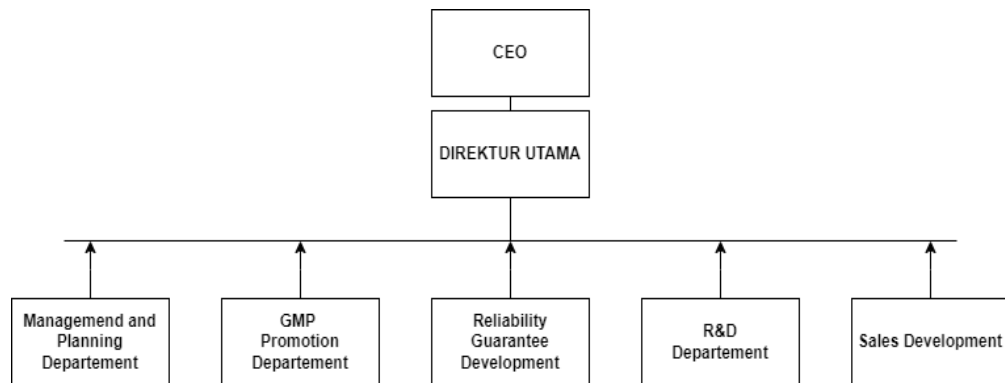 CEO
DIREKTUR UTAMA
Managemend and
Planning
Departement
GMP
Promotion
Departement
Reliability
Guarantee
Development
R&D
Departement
Sales Development